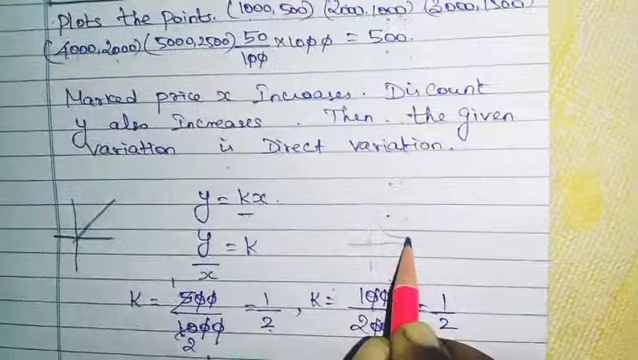 Plots the points. (1000,500) (2000,1000) (3000,1500)
(4000,2000) (5000,2500) 50/100 × 1000 = 500.
Marked price x Increases. Discount
y also Increases. Then. the given
variation is Direct variation.
y = kx.
y/x = k
K = 500/1000 = 1/2, K = 1000/2000 = 1/2